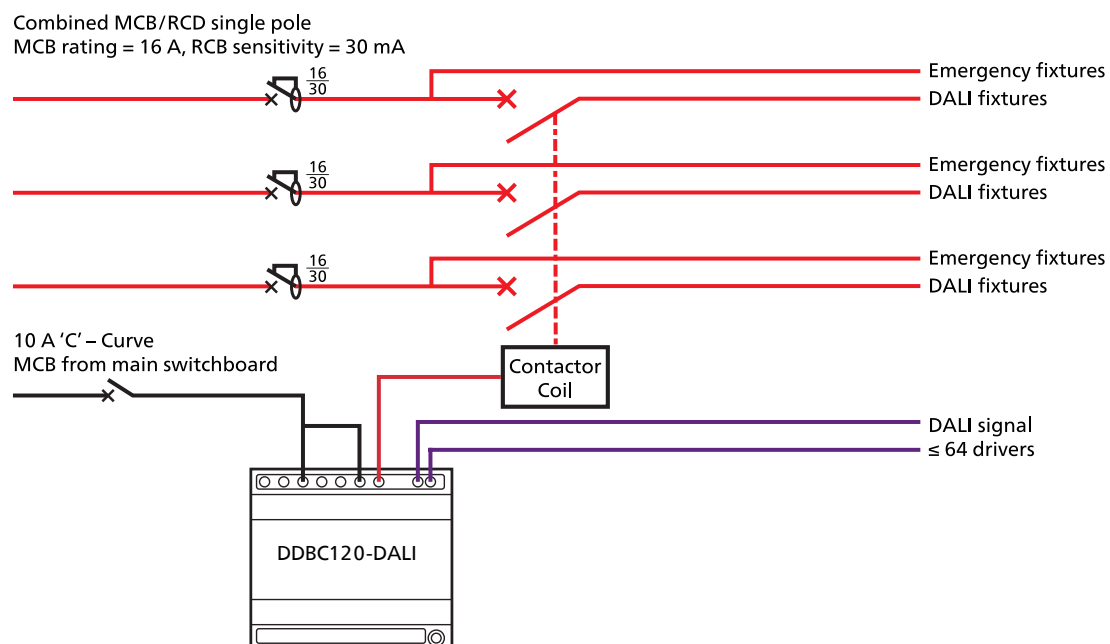 Combined MCB/RCD single pole
MCB rating = 16 A, RCB sensitivity = 30 mA
16
30
Emergency fixtures
DALI fixtures
16
30
Emergency fixtures
DALI fixtures
16
30
Emergency fixtures
DALI fixtures
10 A ‘C’ – Curve
MCB from main switchboard
Contactor
Coil
DALI signal
≤ 64 drivers
DDBC120-DALI